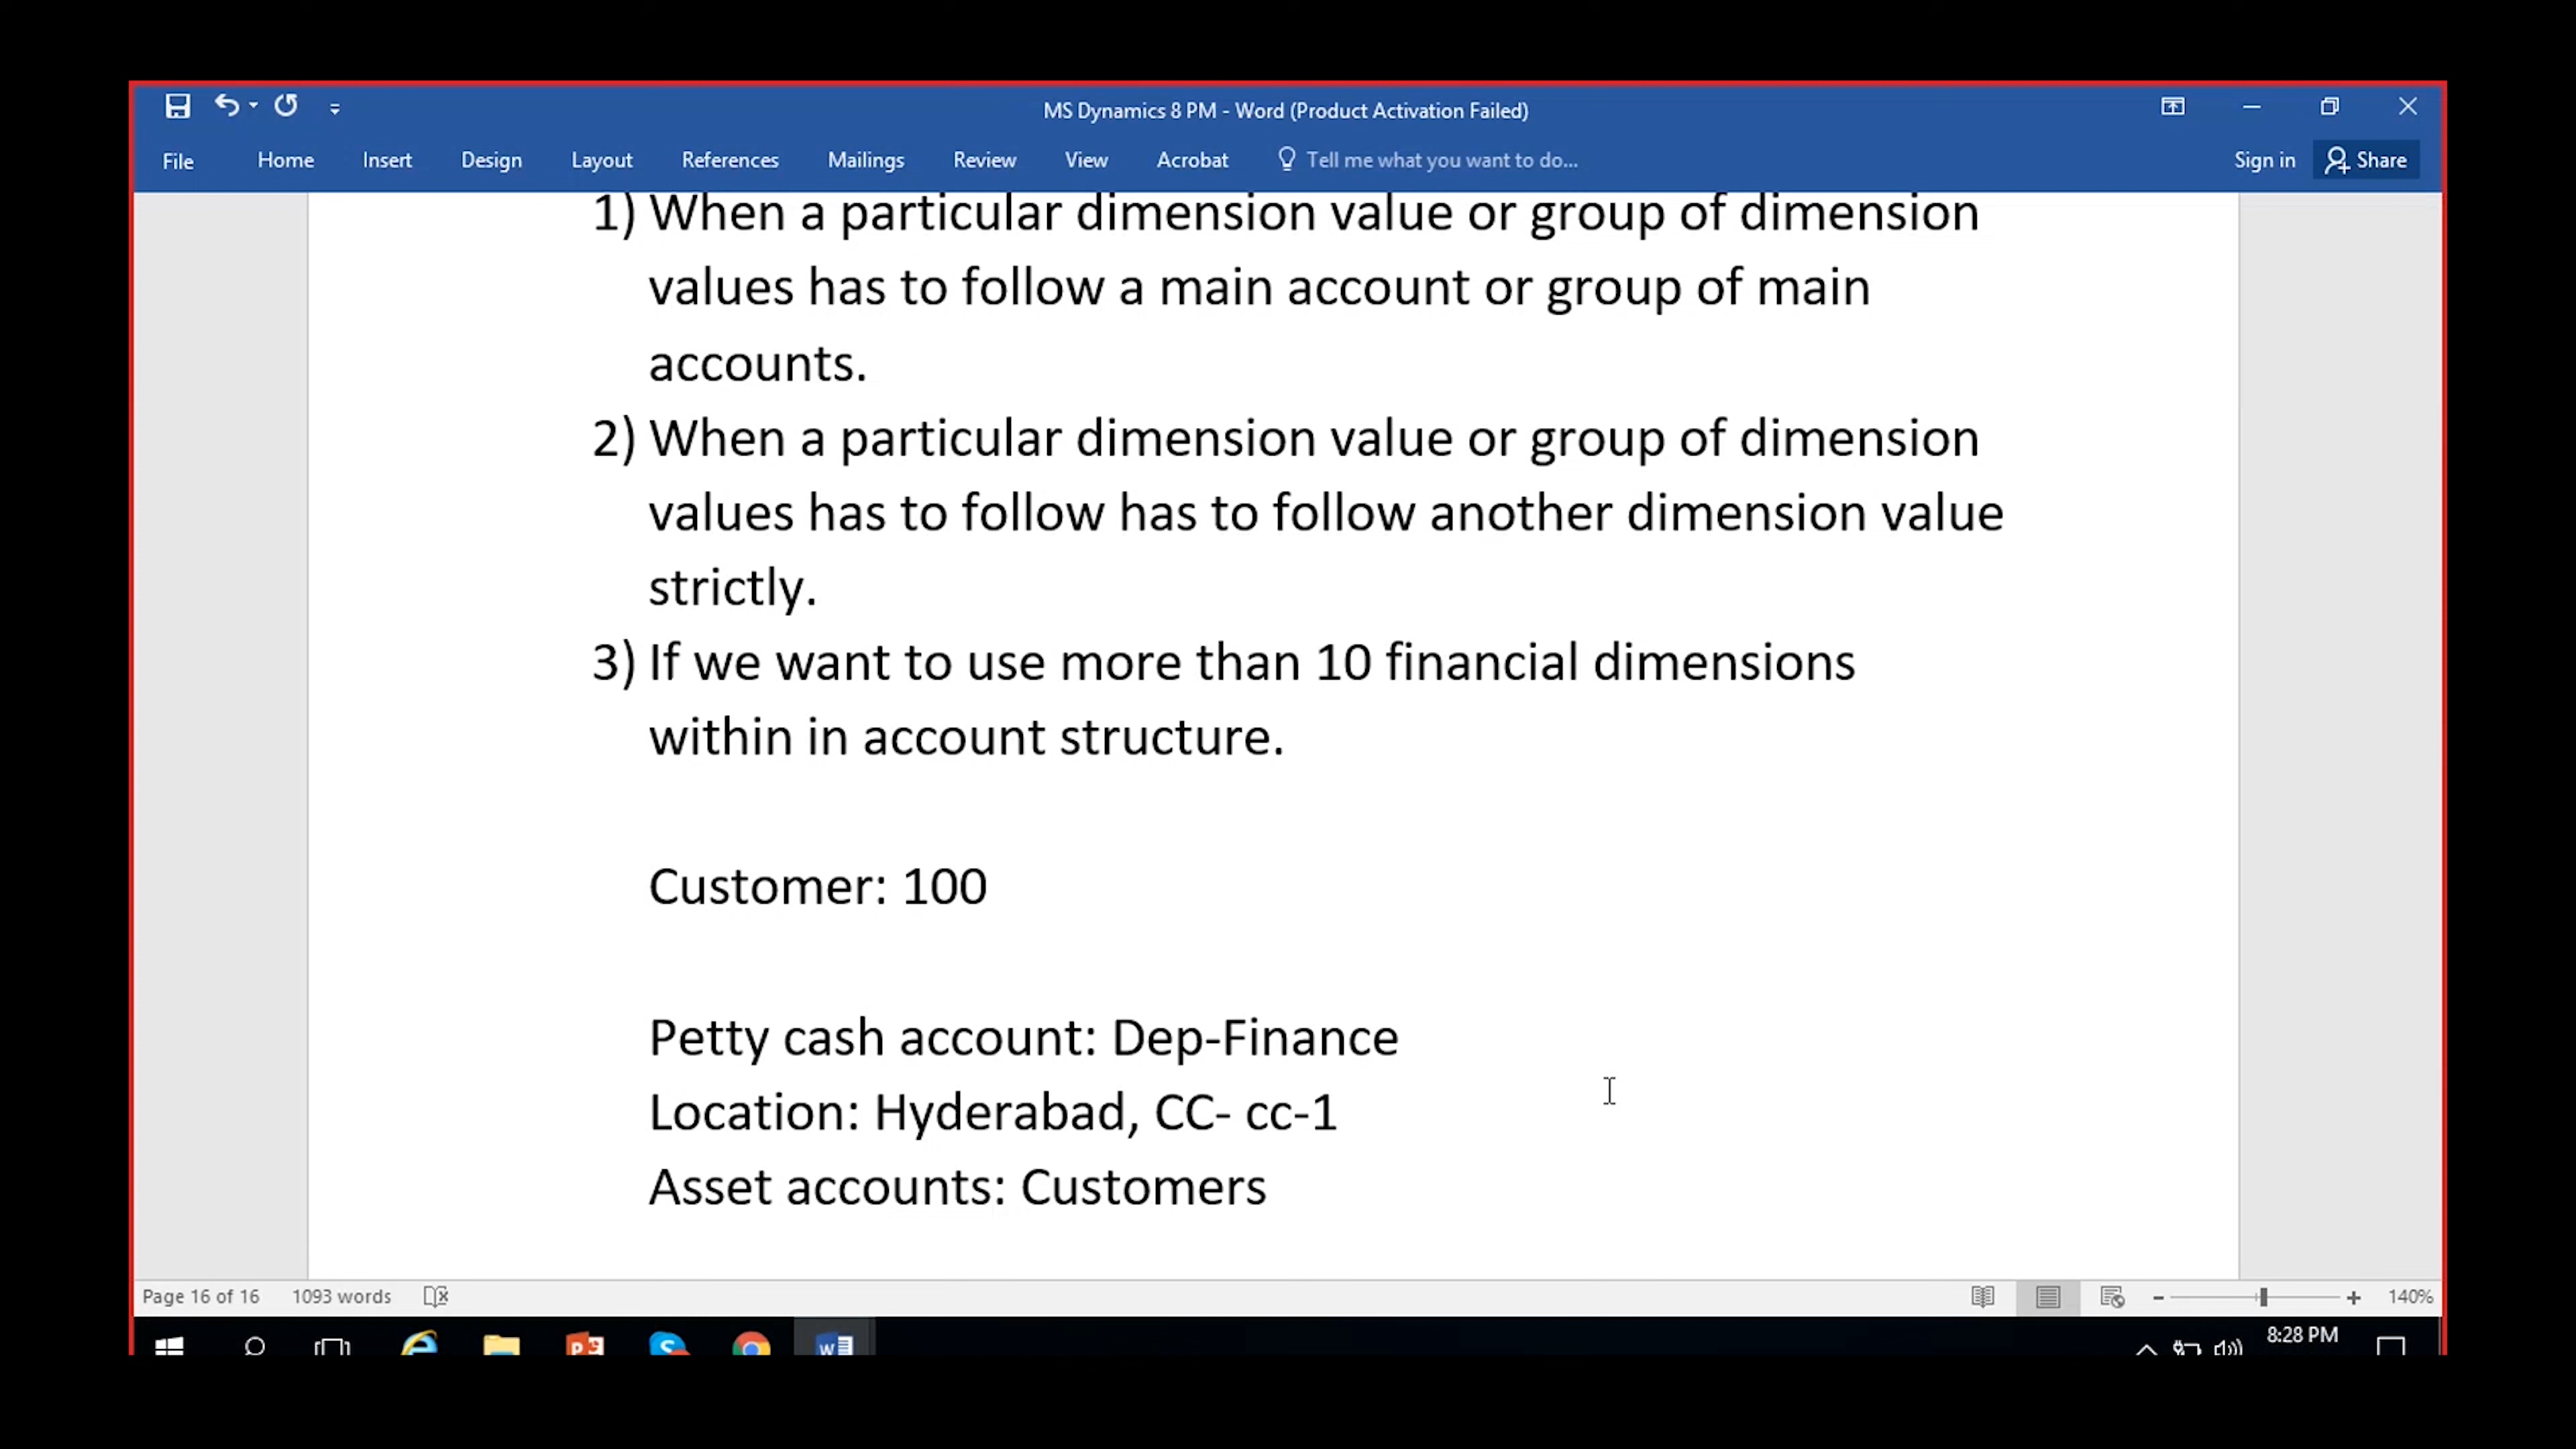 MS Dynamics 8 PM - Word (Product Activation Failed)
File Home Insert Design Layout References Mailings Review View Acrobat Tell me what you want to do... Sign in Share
1) When a particular dimension value or group of dimension
values has to follow a main account or group of main
accounts.
2) When a particular dimension value or group of dimension
values has to follow has to follow another dimension value
strictly.
3) If we want to use more than 10 financial dimensions
within in account structure.
Customer: 100
Petty cash account: Dep-Finance
Location: Hyderabad, CC- cc-1
Asset accounts: Customers
Page 16 of 16 1093 words 140%
8:28 PM